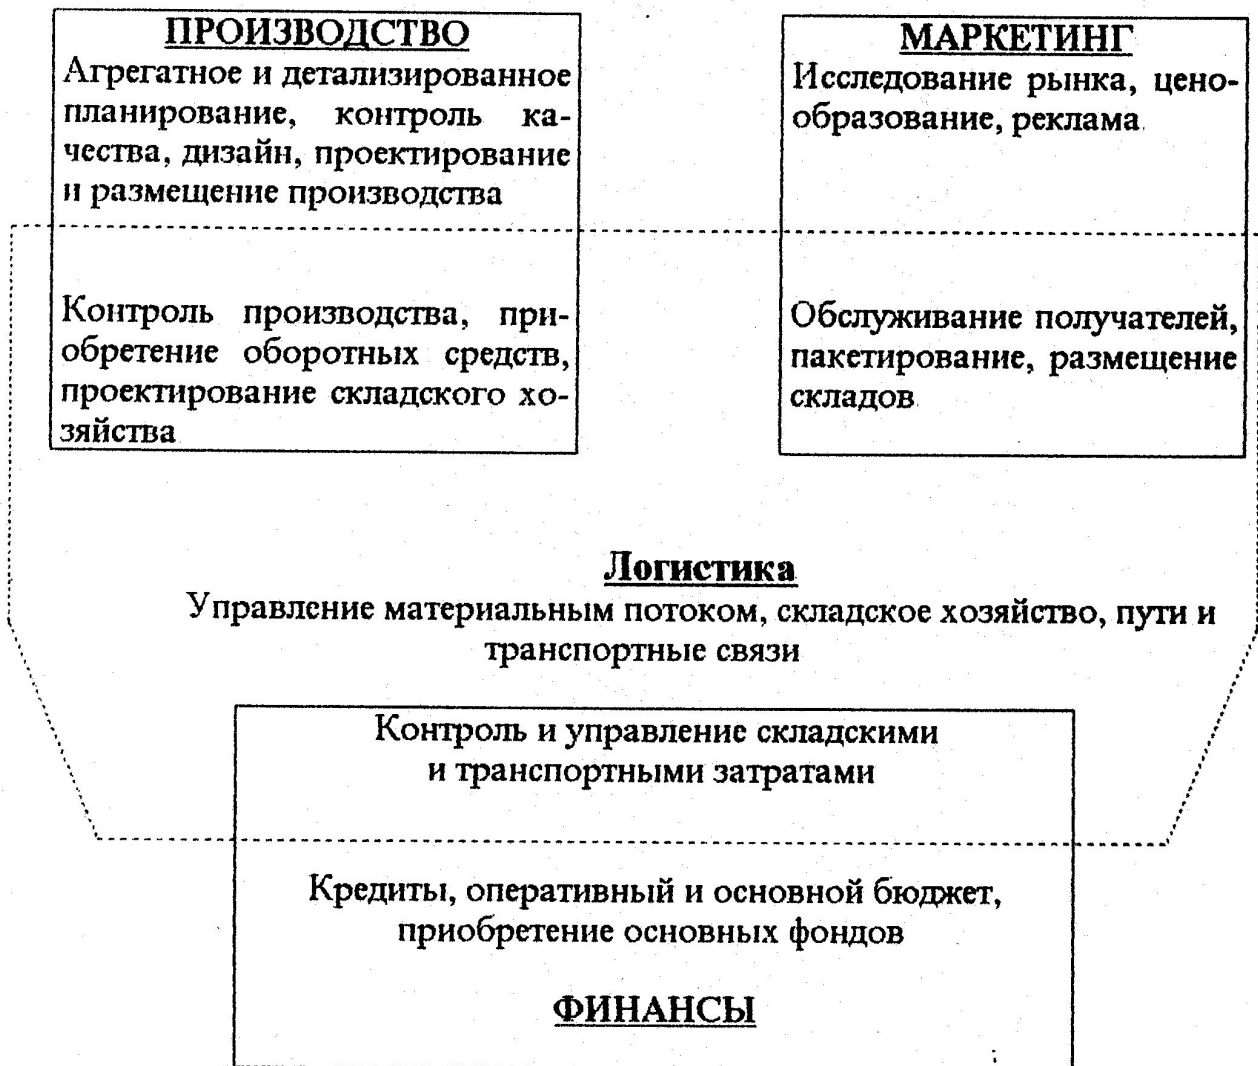 ПРОИЗВОДСТВО
Агрегатное и детализированное
планирование, контроль ка-
чества, дизайн, проектирование
и размещение производства
Контроль производства, при-
обретение оборотных средств,
проектирование складского хо-
зяйства
МАРКЕТИНГ
Исследование рынка, цено-
образование, реклама
Обслуживание получателей,
пакетирование, размещение
складов
Логистика
Управление материальным потоком, складское хозяйство, пути и
транспортные связи
Контроль и управление складскими
и транспортными затратами
Кредиты, оперативный и основной бюджет,
приобретение основных фондов
ФИНАНСЫ